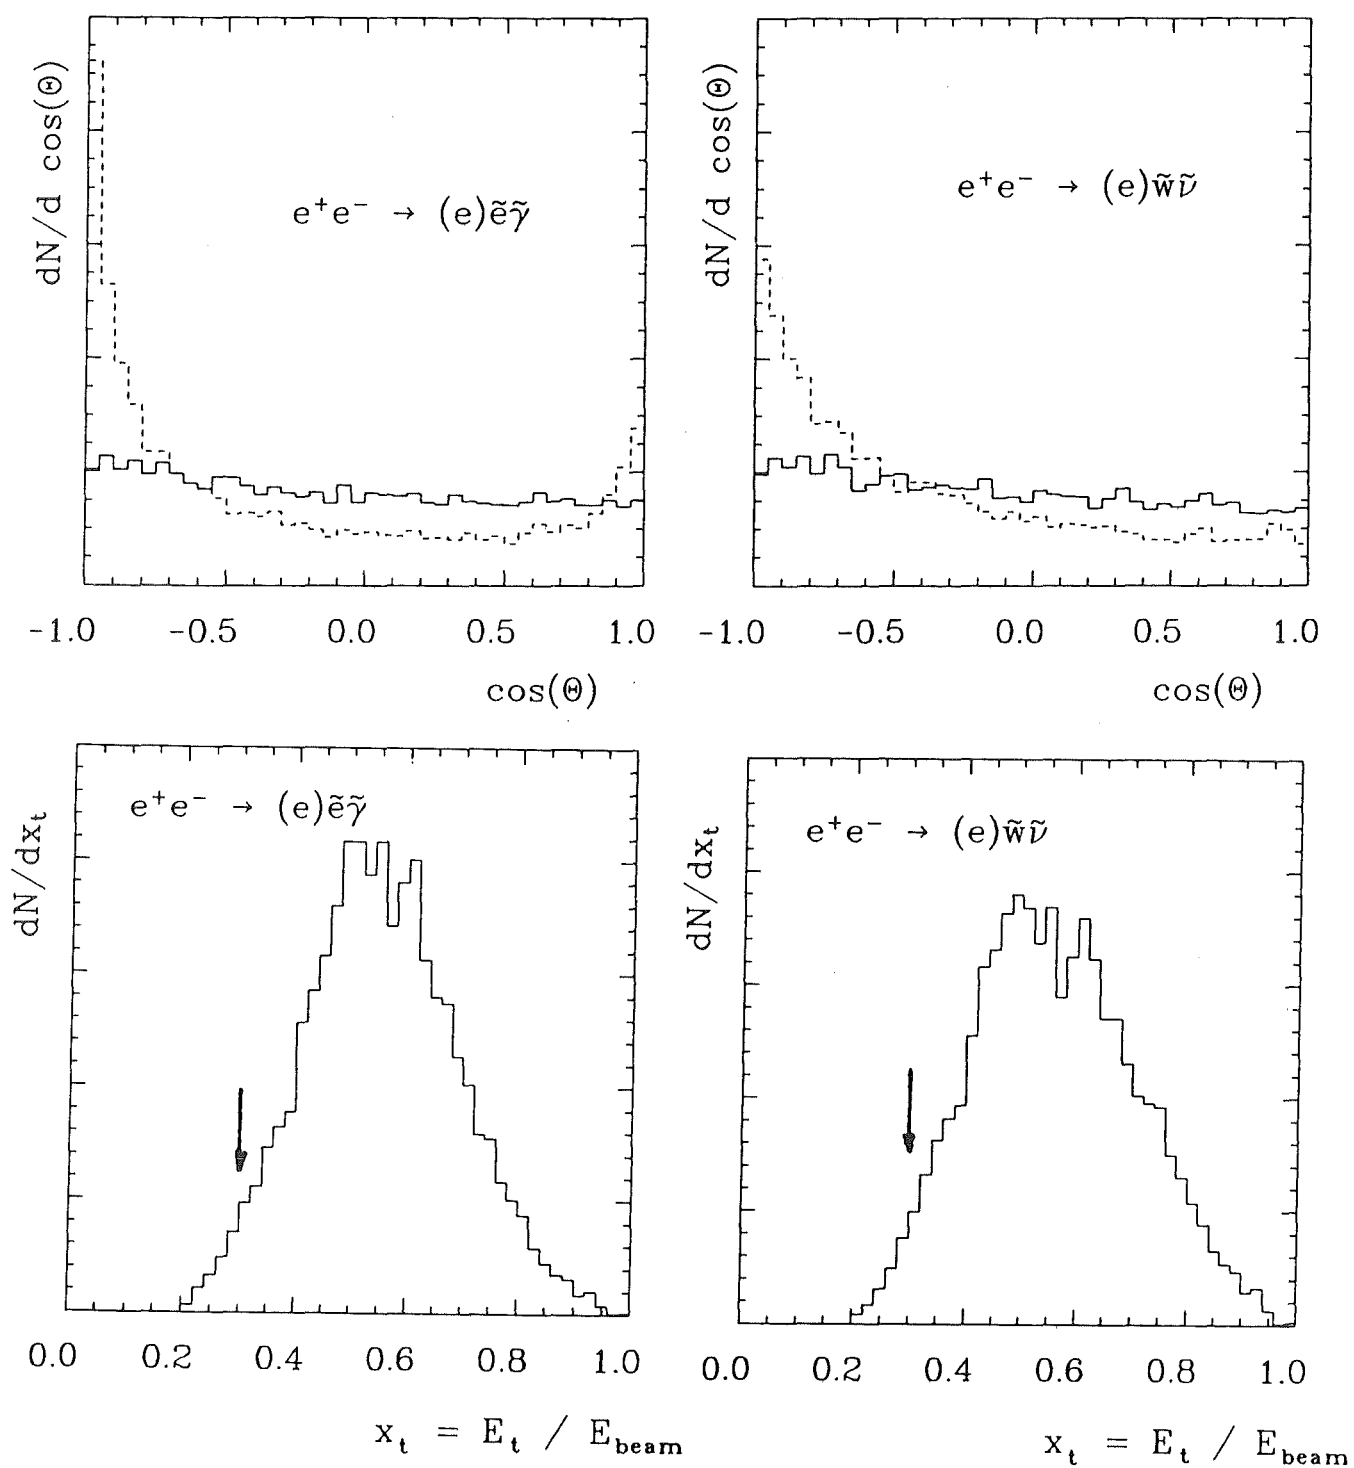 dN/d cos(Θ)
e⁺e⁻ → (e)ẽγ̃
-1.0 -0.5 0.0 0.5 1.0
cos(Θ)
dN/d cos(Θ)
e⁺e⁻ → (e)w̃ν̃
-1.0 -0.5 0.0 0.5 1.0
cos(Θ)
dN/dxₜ
e⁺e⁻ → (e)ẽγ̃
0.0 0.2 0.4 0.6 0.8 1.0
xₜ = Eₜ / E_beam
dN/dxₜ
e⁺e⁻ → (e)w̃ν̃
0.0 0.2 0.4 0.6 0.8 1.0
xₜ = Eₜ / E_beam